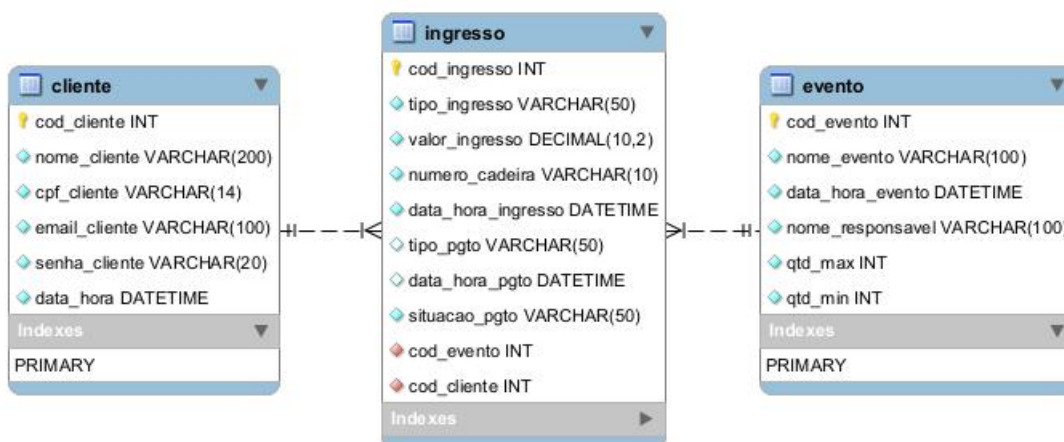 cliente
cod_cliente INT
nome_cliente VARCHAR(200)
cpf_cliente VARCHAR(14)
email_cliente VARCHAR(100)
senha_cliente VARCHAR(20)
data_hora DATETIME
Indexes
PRIMARY
ingresso
cod_ingresso INT
tipo_ingresso VARCHAR(50)
valor_ingresso DECIMAL(10,2)
numero_cadeira VARCHAR(10)
data_hora_ingresso DATETIME
tipo_pgto VARCHAR(50)
data_hora_pgto DATETIME
situacao_pgto VARCHAR(50)
cod_evento INT
cod_cliente INT
Indexes
evento
cod_evento INT
nome_evento VARCHAR(100)
data_hora_evento DATETIME
nome_responsavel VARCHAR(100)
qtd_max INT
qtd_min INT
Indexes
PRIMARY